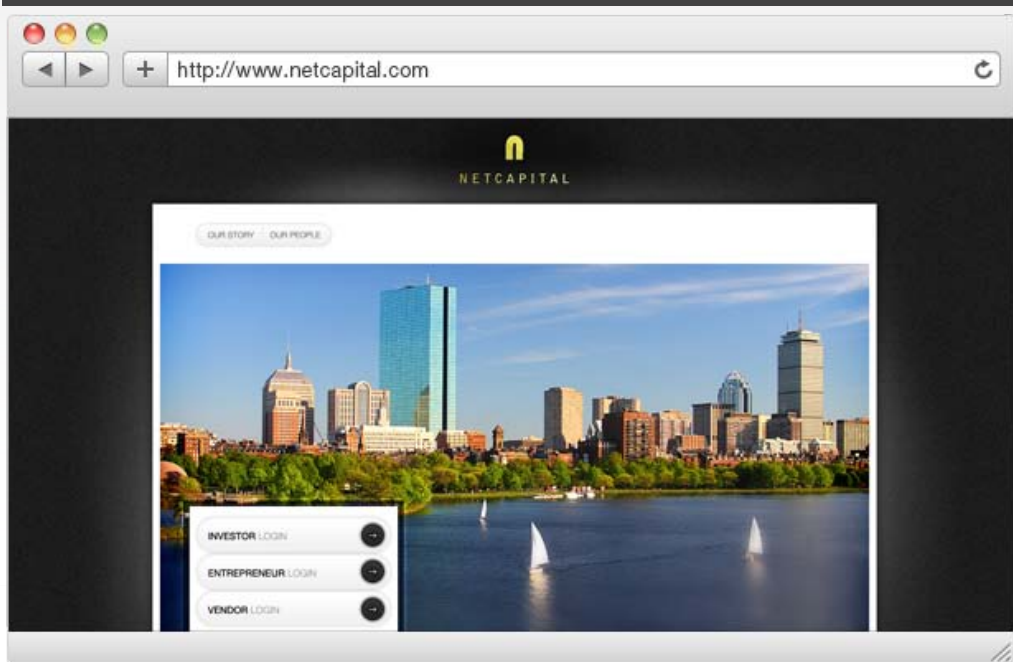 http://www.netcapital.com
NETCAPITAL
OUR STORY OUR PEOPLE
INVESTOR LOGIN
ENTREPRENEUR LOGIN
VENDOR LOGIN